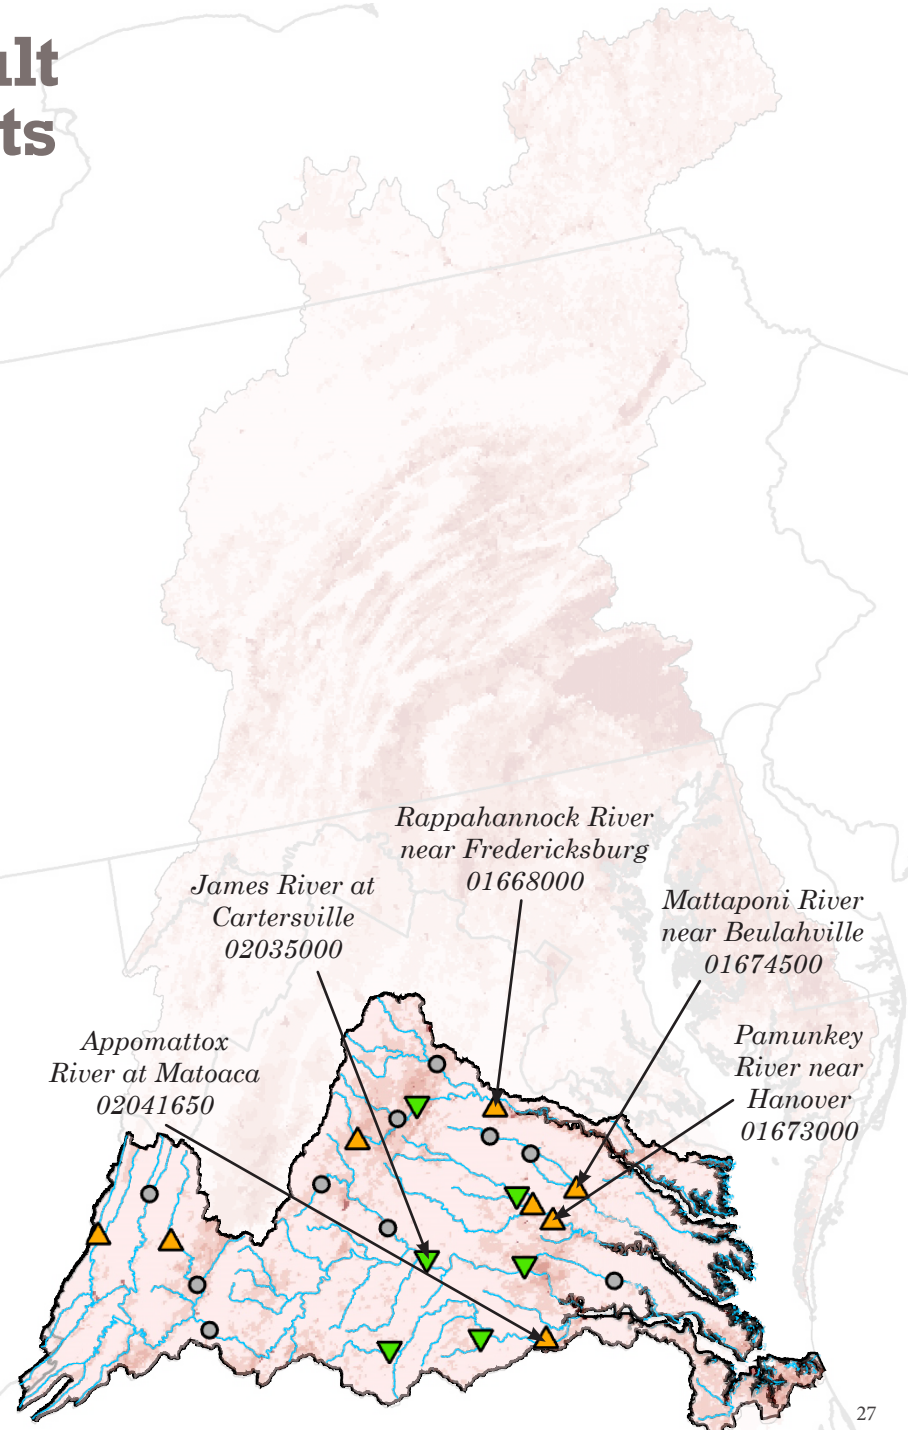 ult
ts
Rappahannock River
near Fredericksburg
01668000
James River at
Cartersville
02035000
Mattaponi River
near Beulahville
01674500
Appomattox
River at Matoaca
02041650
Pamunkey
River near
Hanover
01673000
27